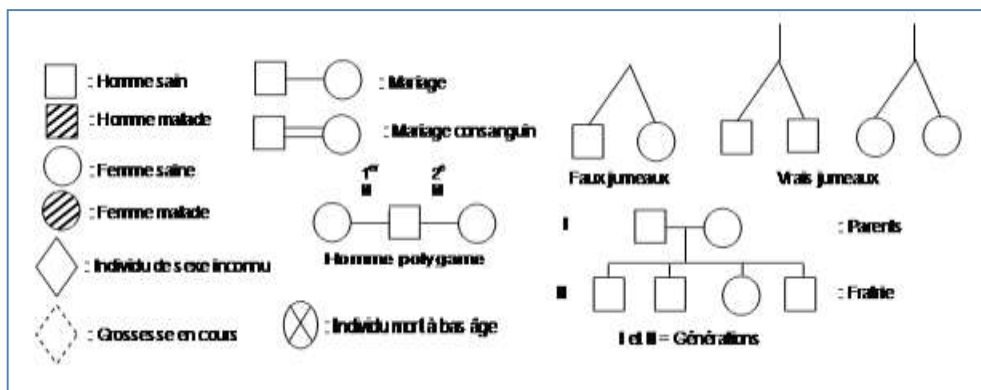 : Homme sain
: Homme malade
: Femme saine
: Femme malade
: Individu de sexe inconnu
: Grossesse en cours
: Mariage
: Mariage consanguin
1er M
2e M
Homme polygame
: Individu mort à bas âge
Faux jumeaux
Vrais jumeaux
I
: Parents
II
: Fratrie
I et II = Générations